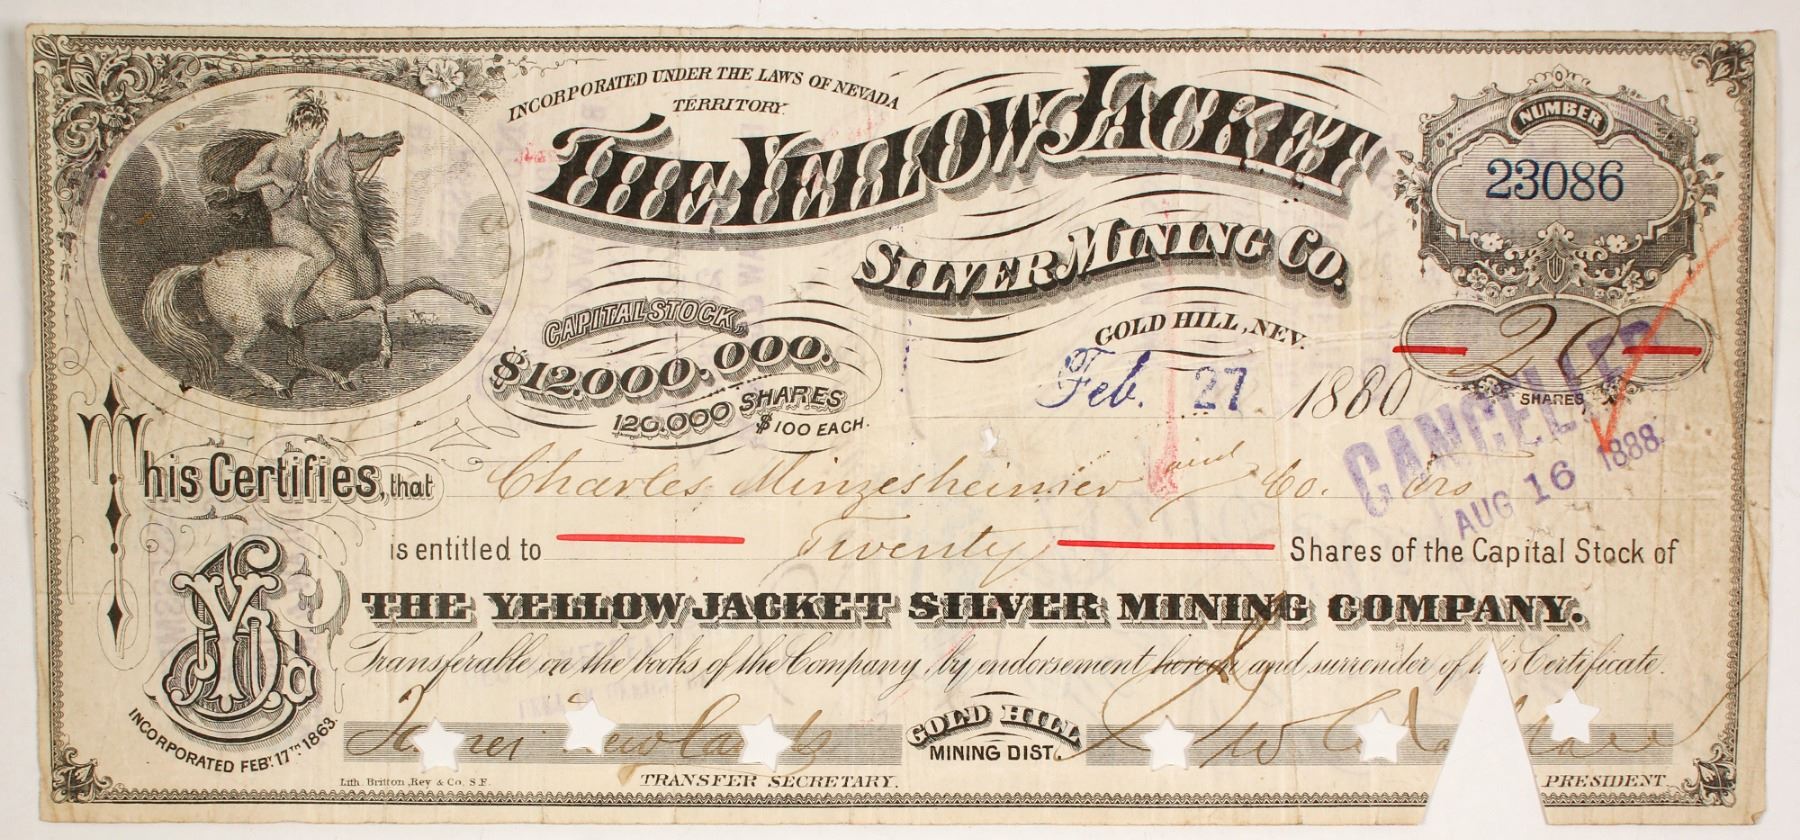 INCORPORATED UNDER THE LAWS OF NEVADA
TERRITORY.
THE YELLOW JACKET
SILVER MINING CO.
NUMBER
23086
CAPITAL STOCK,
$12.000.000.
120.000 SHARES
$100 EACH.
GOLD HILL, NEV.
Feb. 27 1880
20
SHARES
CANCELLED
AUG 16 1888.
This Certifies, that Charles Minzesheimer and Co.
is entitled to Twenty Shares of the Capital Stock of
THE YELLOW JACKET SILVER MINING COMPANY.
Transferable on the books of the Company, by endorsement hereon and surrender of this Certificate.
INCORPORATED FEBY. 17TH 1863.
GOLD HILL
MINING DIST.
Lith. Britton, Rey & Co. S.F.
TRANSFER SECRETARY.
PRESIDENT